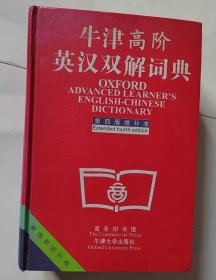 牛津高阶
英汉双解词典
OXFORD
ADVANCED LEARNER'S
ENGLISH-CHINESE
DICTIONARY
第四版增补本
Extended fourth edition
商务印书馆
The Commercial Press
牛津大学出版社
Oxford University Press